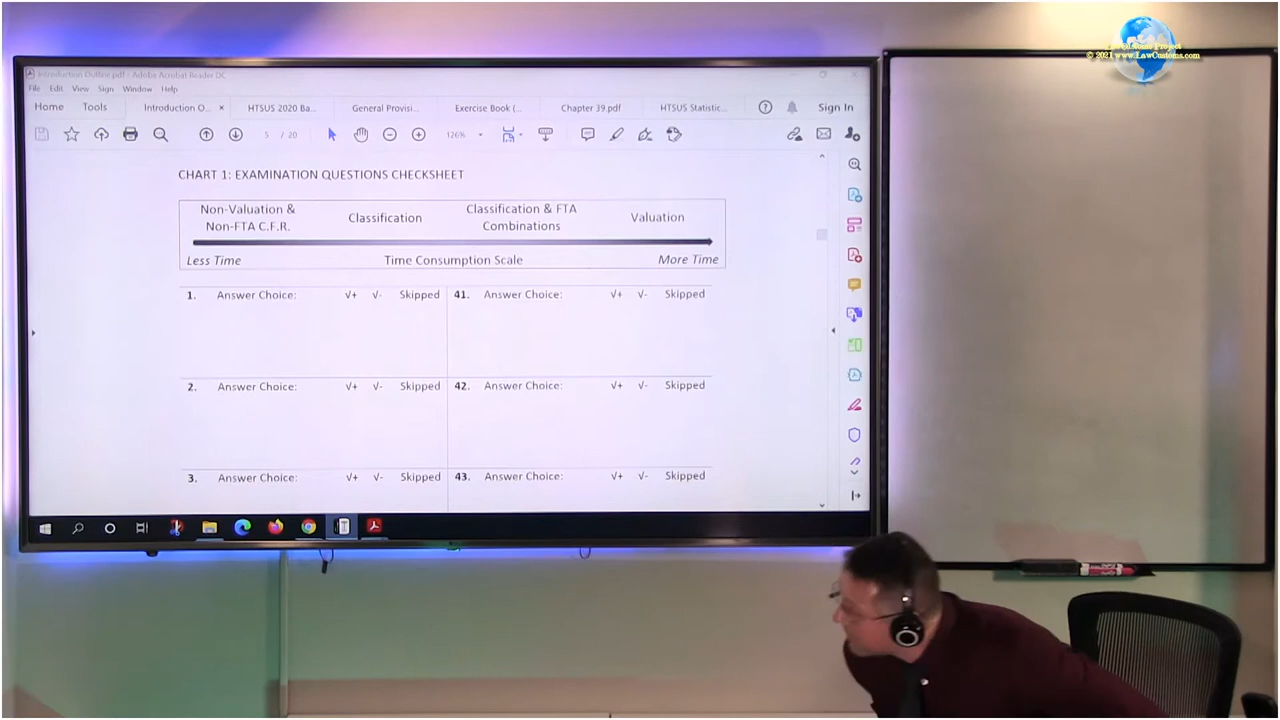 LawCustoms Project
© 2021 www.LawCustoms.com
Introduction Outline.pdf - Adobe Acrobat Reader DC
File Edit View Sign Window Help
Home Tools Introduction O... × HTSUS 2020 Ba... General Provisi... Exercise Book (... Chapter 39.pdf HTSUS Statistic... Sign In
5 / 20 126%
CHART 1: EXAMINATION QUESTIONS CHECKSHEET
Non-Valuation & Classification Classification & FTA Valuation
Non-FTA C.F.R. Combinations
Less Time Time Consumption Scale More Time
1. Answer Choice: √+ √- Skipped 41. Answer Choice: √+ √- Skipped
2. Answer Choice: √+ √- Skipped 42. Answer Choice: √+ √- Skipped
3. Answer Choice: √+ √- Skipped 43. Answer Choice: √+ √- Skipped